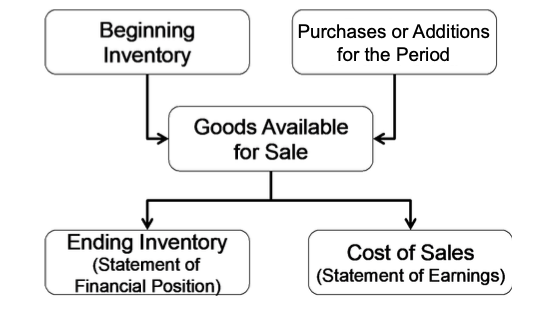 Beginning
Inventory
Purchases or Additions
for the Period
Goods Available
for Sale
Ending Inventory
(Statement of
Financial Position)
Cost of Sales
(Statement of Earnings)